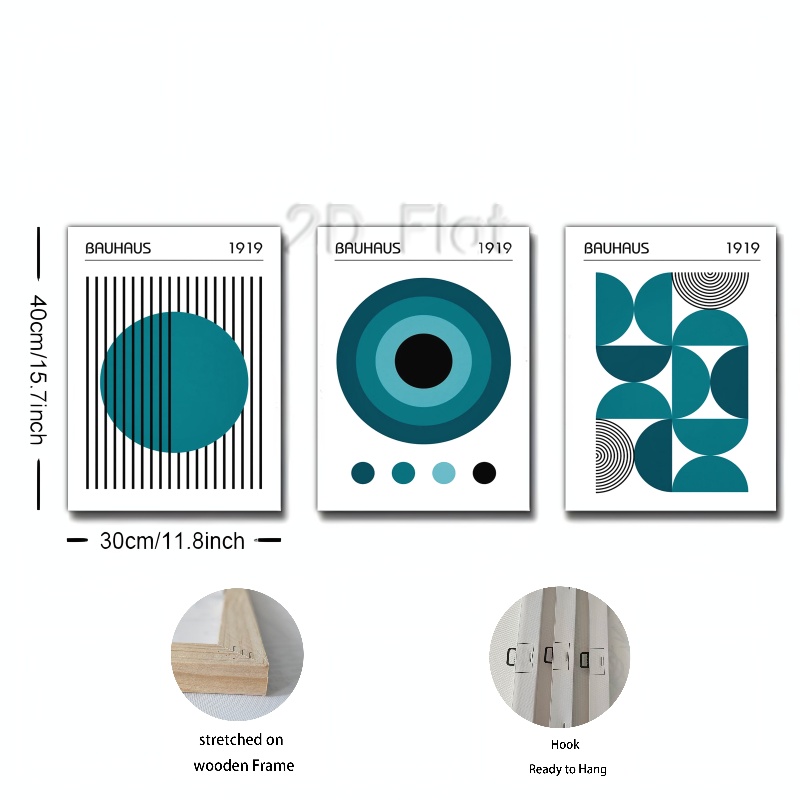 2D Flat
BAUHAUS 1919
BAUHAUS 1919
BAUHAUS 1919
40cm/15.7inch
30cm/11.8inch
stretched on
wooden Frame
Hook
Ready to Hang